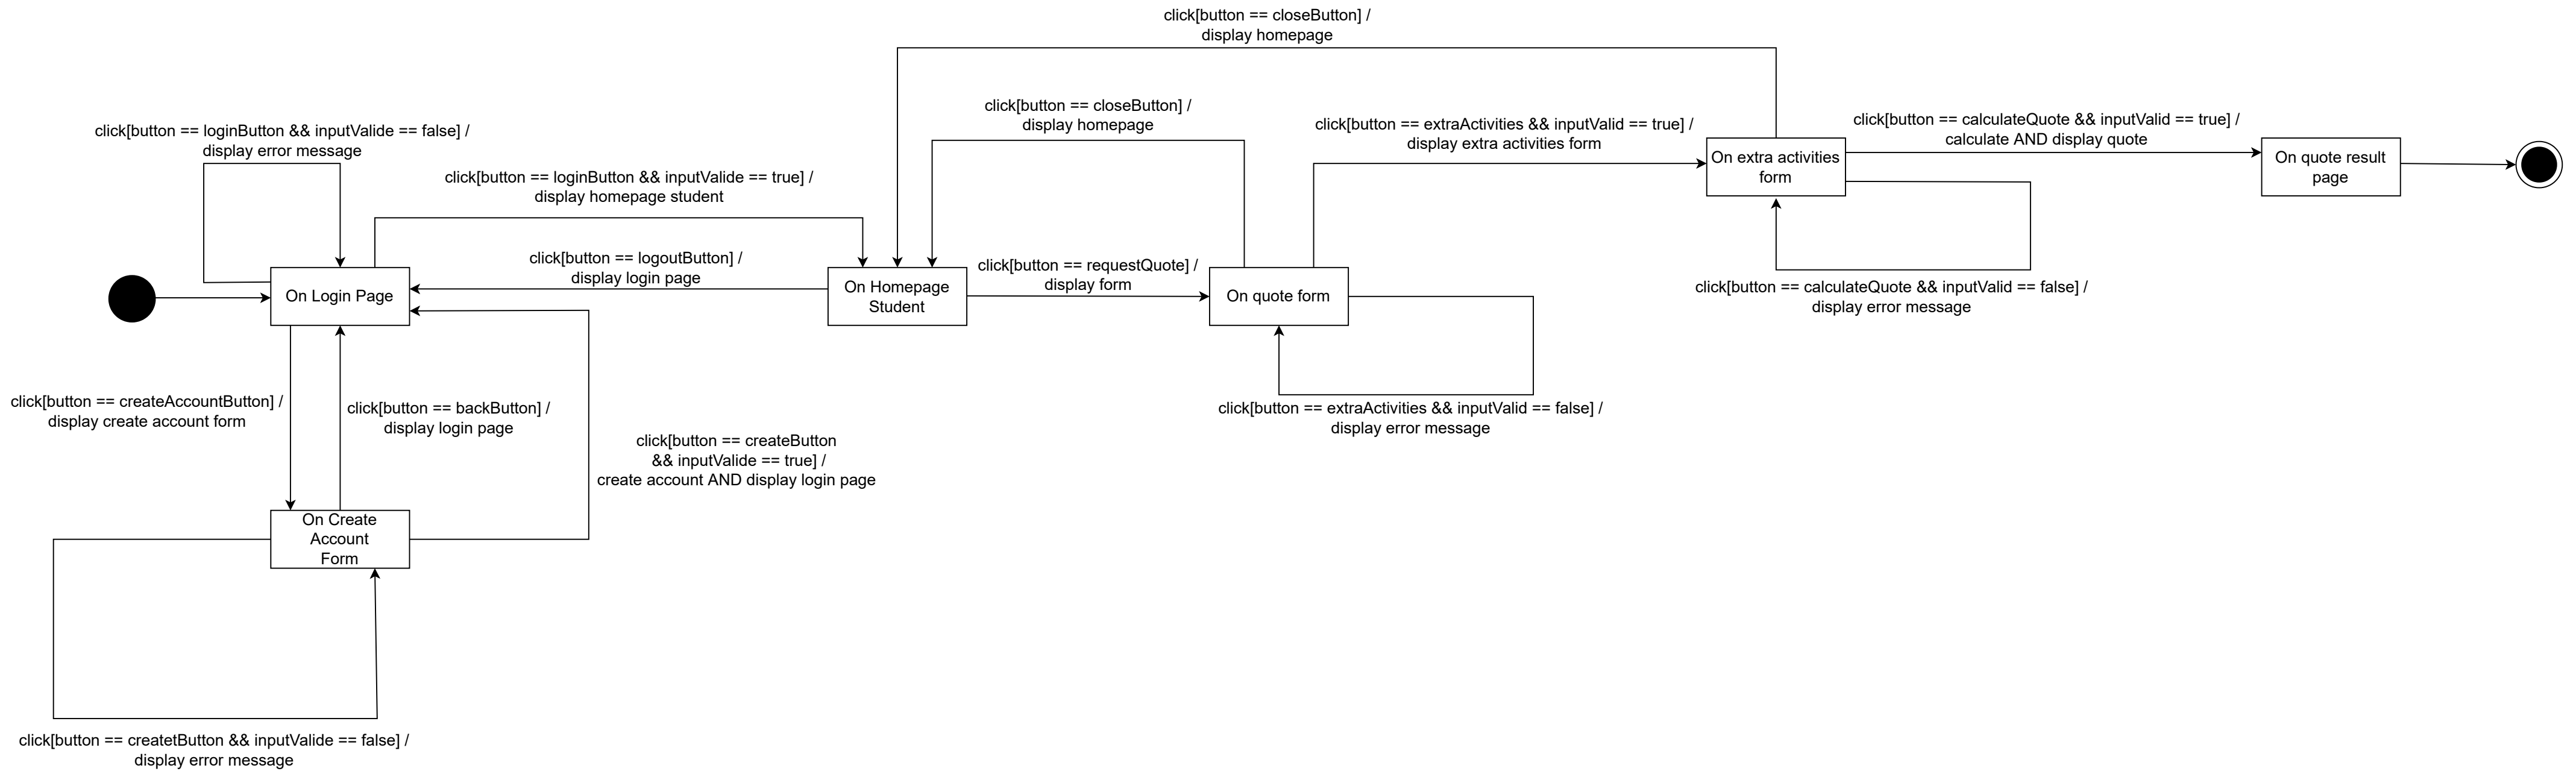 click[button == closeButton] /
display homepage
click[button == closeButton] /
display homepage
click[button == extraActivities && inputValid == true] /
display extra activities form
click[button == calculateQuote && inputValid == true] /
calculate AND display quote
click[button == loginButton && inputValide == false] /
display error message
click[button == loginButton && inputValide == true] /
display homepage student
On extra activities
form
On quote result
page
click[button == logoutButton] /
display login page
click[button == requestQuote] /
display form
On Login Page
On Homepage
Student
On quote form
click[button == calculateQuote && inputValid == false] /
display error message
click[button == createAccountButton] /
display create account form
click[button == backButton] /
display login page
click[button == extraActivities && inputValid == false] /
display error message
click[button == createButton
&& inputValide == true] /
create account AND display login page
On Create
Account
Form
click[button == createtButton && inputValide == false] /
display error message